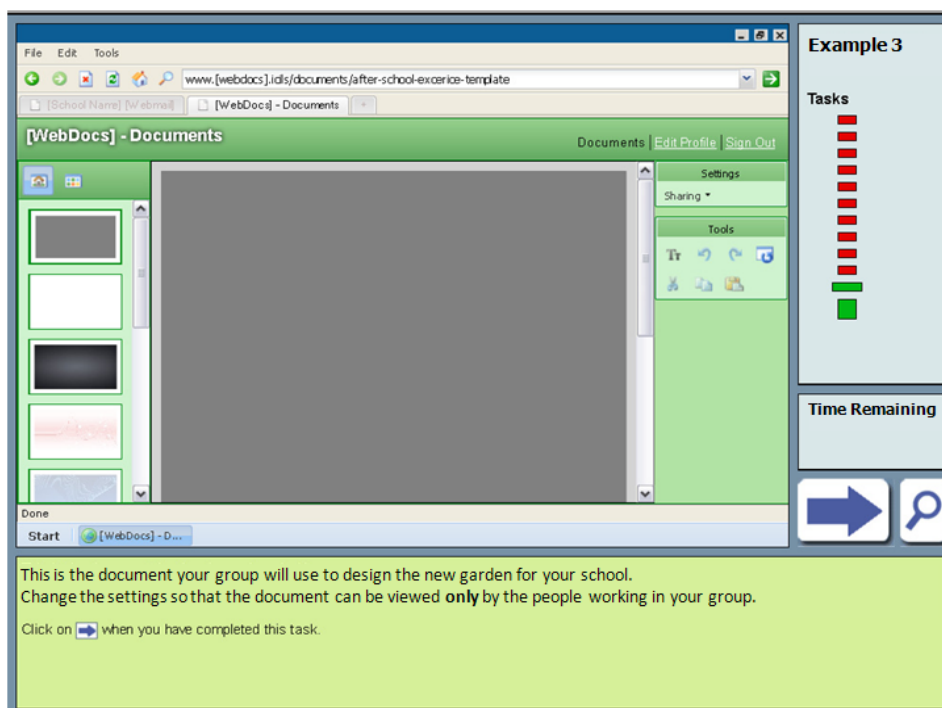 File Edit Tools
www.[webdocs].icils/documents/after-school-excerice-template
[School Name] [Webmail] [WebDocs] - Documents +
[WebDocs] - Documents
Documents | Edit Profile | Sign Out
Settings
Sharing
Tools
Done
Start [WebDocs] - D...
Example 3
Tasks
Time Remaining
This is the document your group will use to design the new garden for your school.
Change the settings so that the document can be viewed only by the people working in your group.
Click on when you have completed this task.